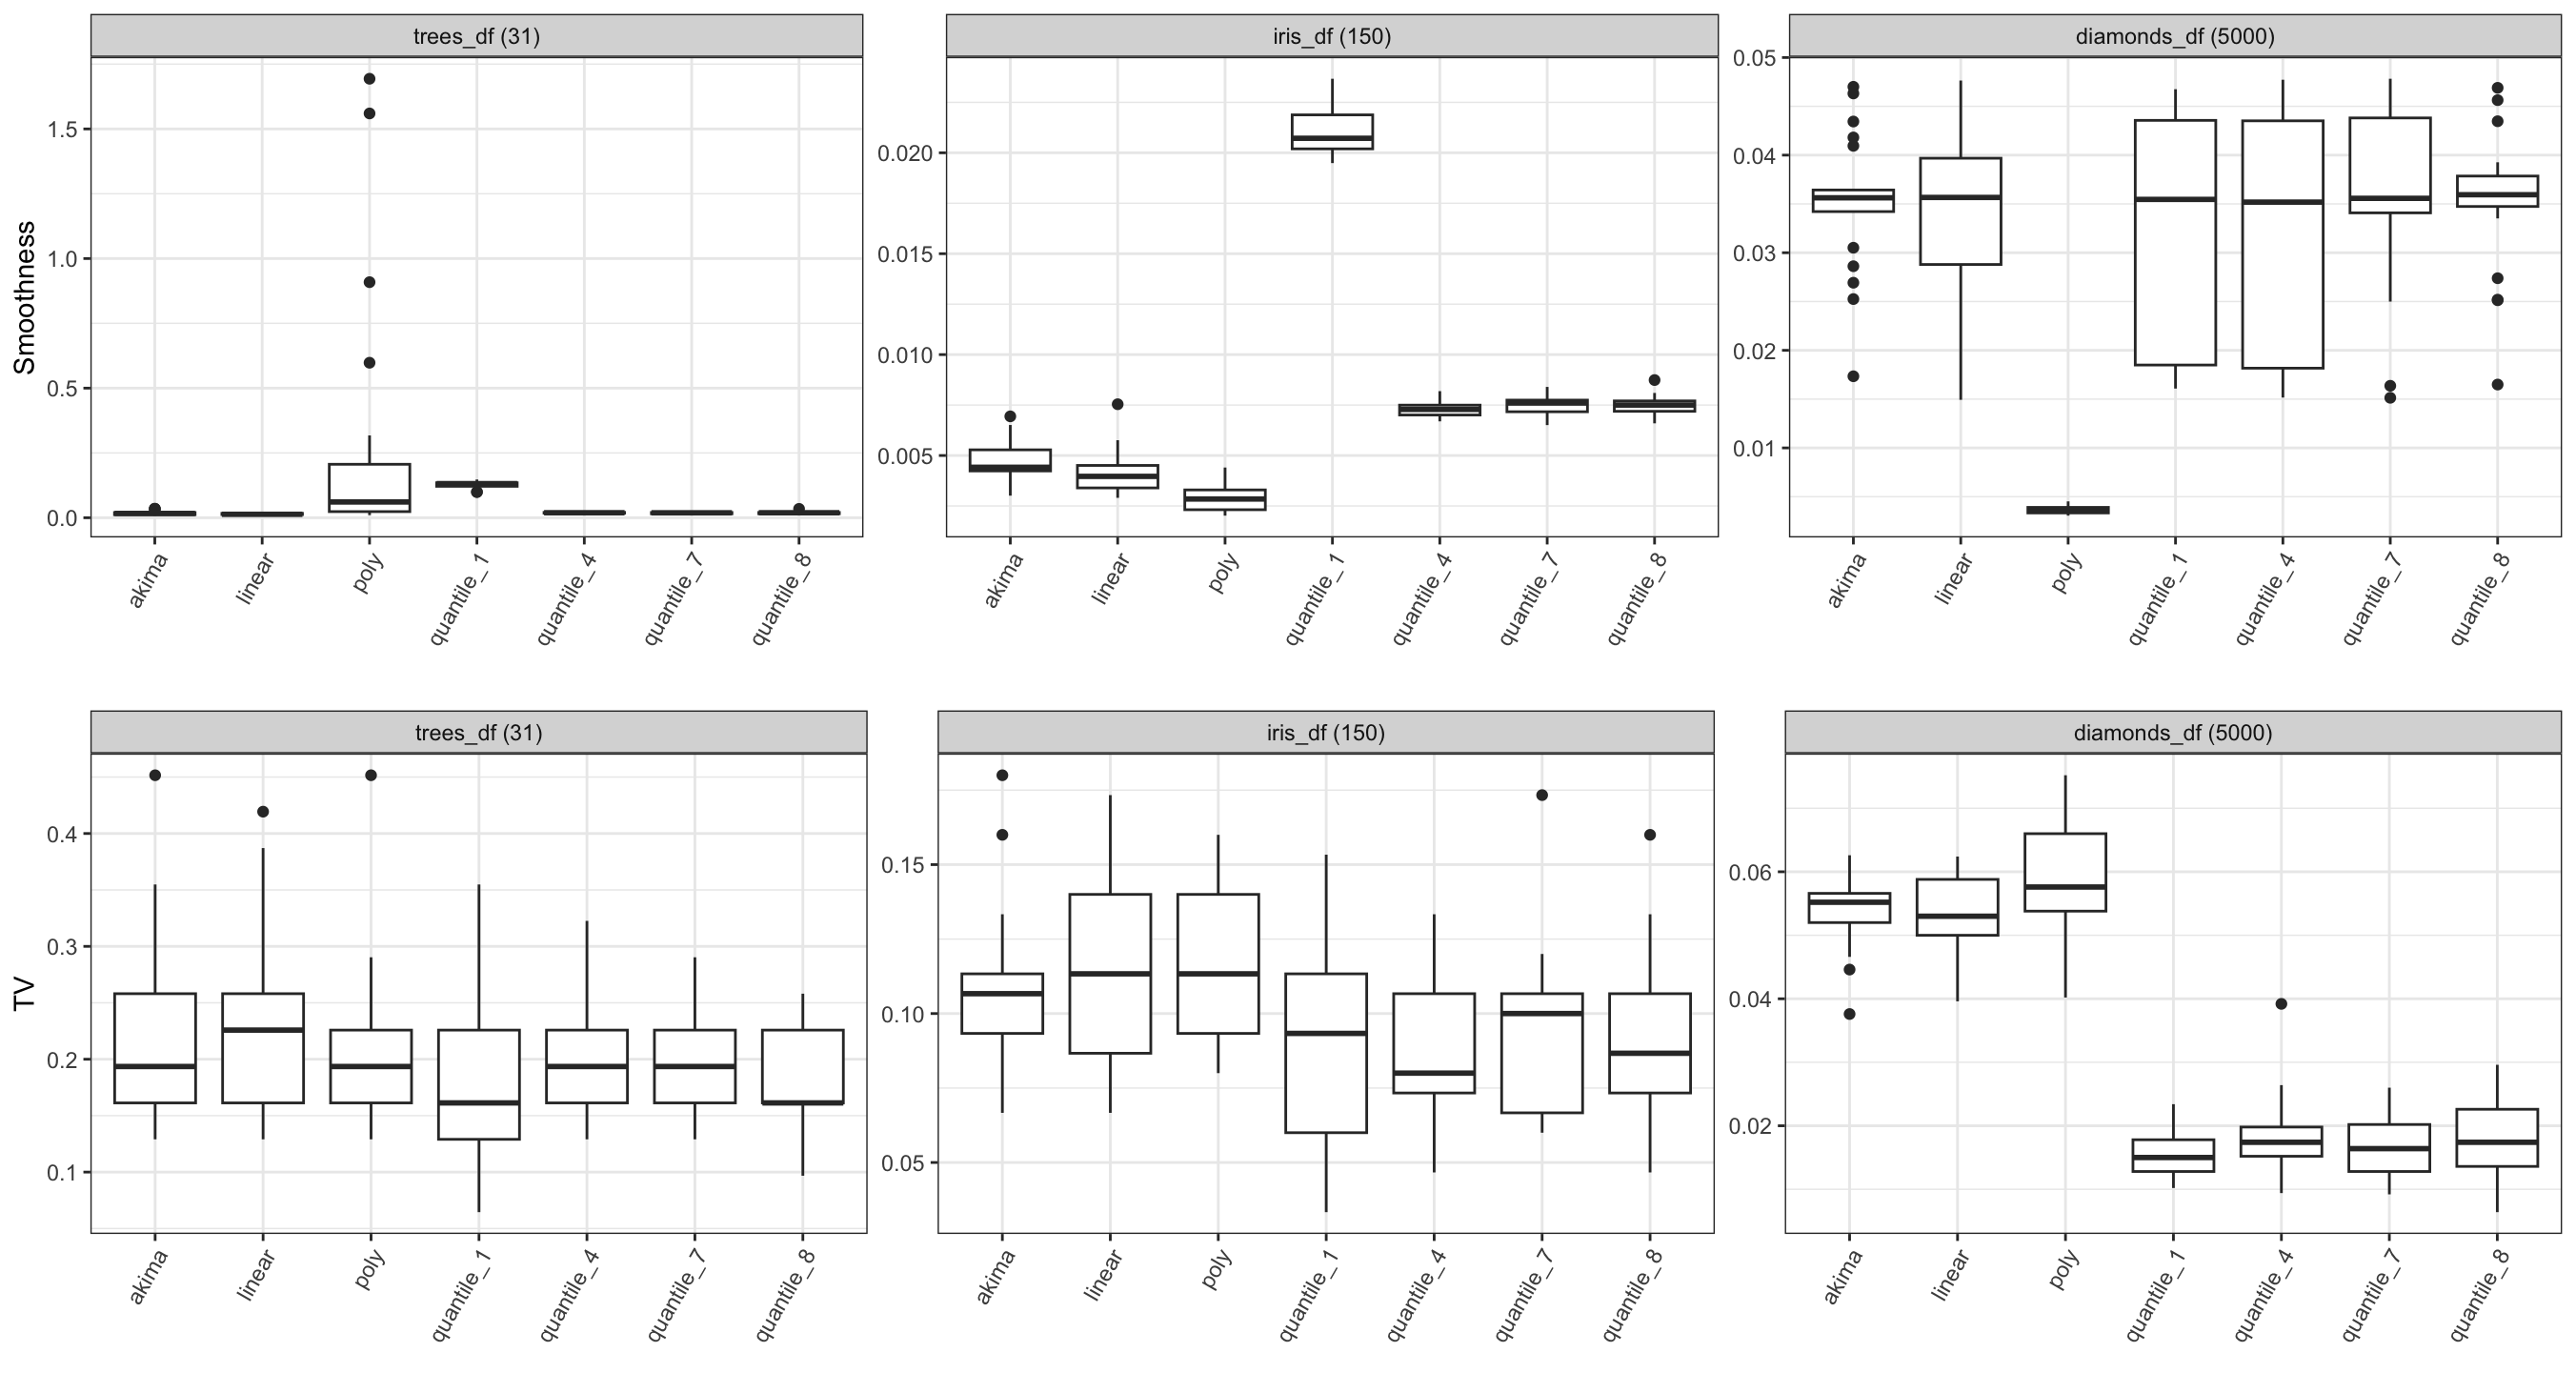 trees_df (31)
iris_df (150)
diamonds_df (5000)
Smoothness
1.5
1.0
0.5
0.0
0.020
0.015
0.010
0.005
0.05
0.04
0.03
0.02
0.01
akima
linear
poly
quantile_1
quantile_4
quantile_7
quantile_8
akima
linear
poly
quantile_1
quantile_4
quantile_7
quantile_8
akima
linear
poly
quantile_1
quantile_4
quantile_7
quantile_8
trees_df (31)
iris_df (150)
diamonds_df (5000)
TV
0.4
0.3
0.2
0.1
0.15
0.10
0.05
0.06
0.04
0.02
akima
linear
poly
quantile_1
quantile_4
quantile_7
quantile_8
akima
linear
poly
quantile_1
quantile_4
quantile_7
quantile_8
akima
linear
poly
quantile_1
quantile_4
quantile_7
quantile_8